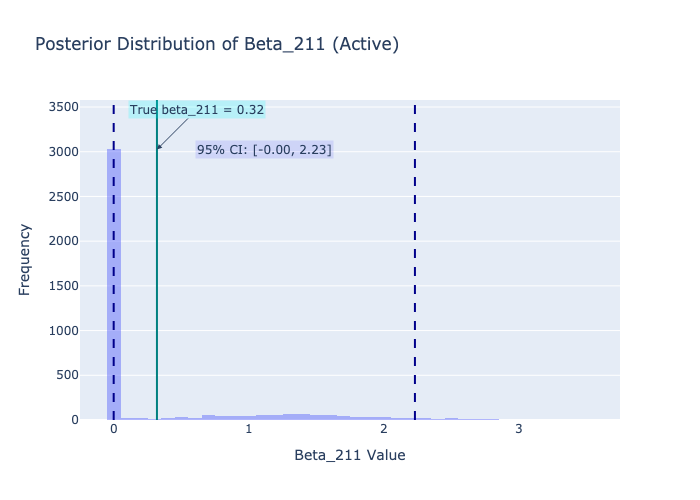 Posterior Distribution of Beta_211 (Active)
3500
True beta_211 = 0.32
3000
95% CI: [-0.00, 2.23]
2500
2000
1500
1000
500
0
Frequency
0 1 2 3
Beta_211 Value